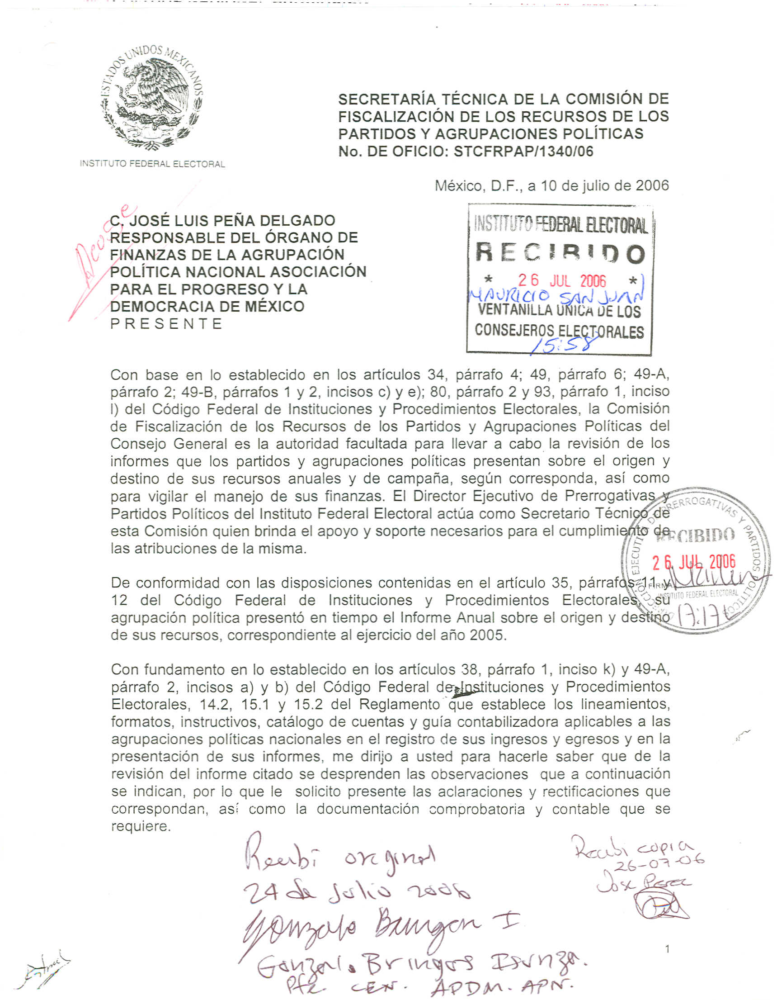 ESTADOS UNIDOS MEXICANOS
INSTITUTO FEDERAL ELECTORAL
SECRETARÍA TÉCNICA DE LA COMISIÓN DE
FISCALIZACIÓN DE LOS RECURSOS DE LOS
PARTIDOS Y AGRUPACIONES POLÍTICAS
No. DE OFICIO: STCFRPAP/1340/06
México, D.F., a 10 de julio de 2006
Acuse
C. JOSÉ LUIS PEÑA DELGADO
RESPONSABLE DEL ÓRGANO DE
FINANZAS DE LA AGRUPACIÓN
POLÍTICA NACIONAL ASOCIACIÓN
PARA EL PROGRESO Y LA
DEMOCRACIA DE MÉXICO
PRESENTE
INSTITUTO FEDERAL ELECTORAL
RECIBIDO
* 26 JUL 2006 *
MAURICIO SAN JUAN
VENTANILLA UNICA DE LOS
CONSEJEROS ELECTORALES
15:58
Con base en lo establecido en los artículos 34, párrafo 4; 49, párrafo 6; 49-A,
párrafo 2; 49-B, párrafos 1 y 2, incisos c) y e); 80, párrafo 2 y 93, párrafo 1, inciso
l) del Código Federal de Instituciones y Procedimientos Electorales, la Comisión
de Fiscalización de los Recursos de los Partidos y Agrupaciones Políticas del
Consejo General es la autoridad facultada para llevar a cabo la revisión de los
informes que los partidos y agrupaciones políticas presentan sobre el origen y
destino de sus recursos anuales y de campaña, según corresponda, así como
para vigilar el manejo de sus finanzas. El Director Ejecutivo de Prerrogativas y
Partidos Políticos del Instituto Federal Electoral actúa como Secretario Técnico de
esta Comisión quien brinda el apoyo y soporte necesarios para el cumplimiento de
las atribuciones de la misma.
DIRECCIÓN EJECUTIVA DE PRERROGATIVAS Y PARTIDOS POLÍTICOS
RECIBIDO
26 JUL 2006
FIRMA
INSTITUTO FEDERAL ELECTORAL
De conformidad con las disposiciones contenidas en el artículo 35, párrafos 11 y
12 del Código Federal de Instituciones y Procedimientos Electorales, su
agrupación política presentó en tiempo el Informe Anual sobre el origen y destino
de sus recursos, correspondiente al ejercicio del año 2005.
Con fundamento en lo establecido en los artículos 38, párrafo 1, inciso k) y 49-A,
párrafo 2, incisos a) y b) del Código Federal de Instituciones y Procedimientos
Electorales, 14.2, 15.1 y 15.2 del Reglamento que establece los lineamientos,
formatos, instructivos, catálogo de cuentas y guía contabilizadora aplicables a las
agrupaciones políticas nacionales en el registro de sus ingresos y egresos y en la
presentación de sus informes, me dirijo a usted para hacerle saber que de la
revisión del informe citado se desprenden las observaciones que a continuación
se indican, por lo que le solicito presente las aclaraciones y rectificaciones que
correspondan, así como la documentación comprobatoria y contable que se
requiere.
Recibi original
24 de Julio 2006
Gonzalo Bringas I
Gonzalo Bringas Isunza.
Pte. CEN. APDM. APN.
Recibi copia
26-07-06
Jose Perez
1